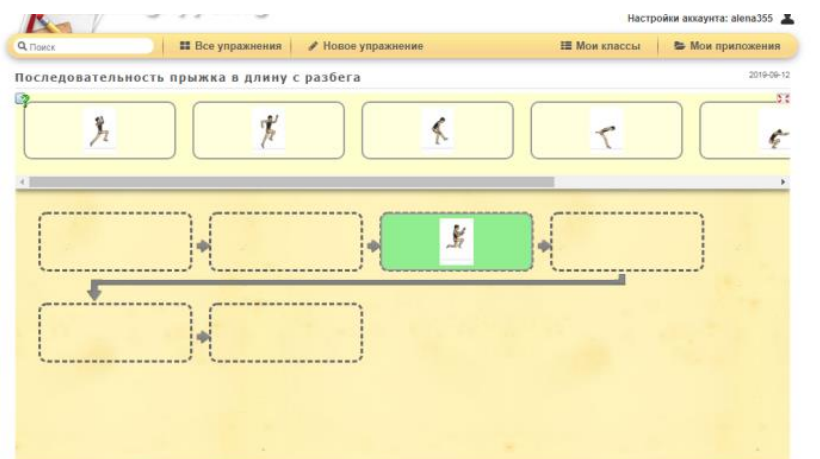 Настройки аккаунта: alena355
Поиск
Все упражнения
Новое упражнение
Мои классы
Мои приложения
Последовательность прыжка в длину с разбега
2019-09-12